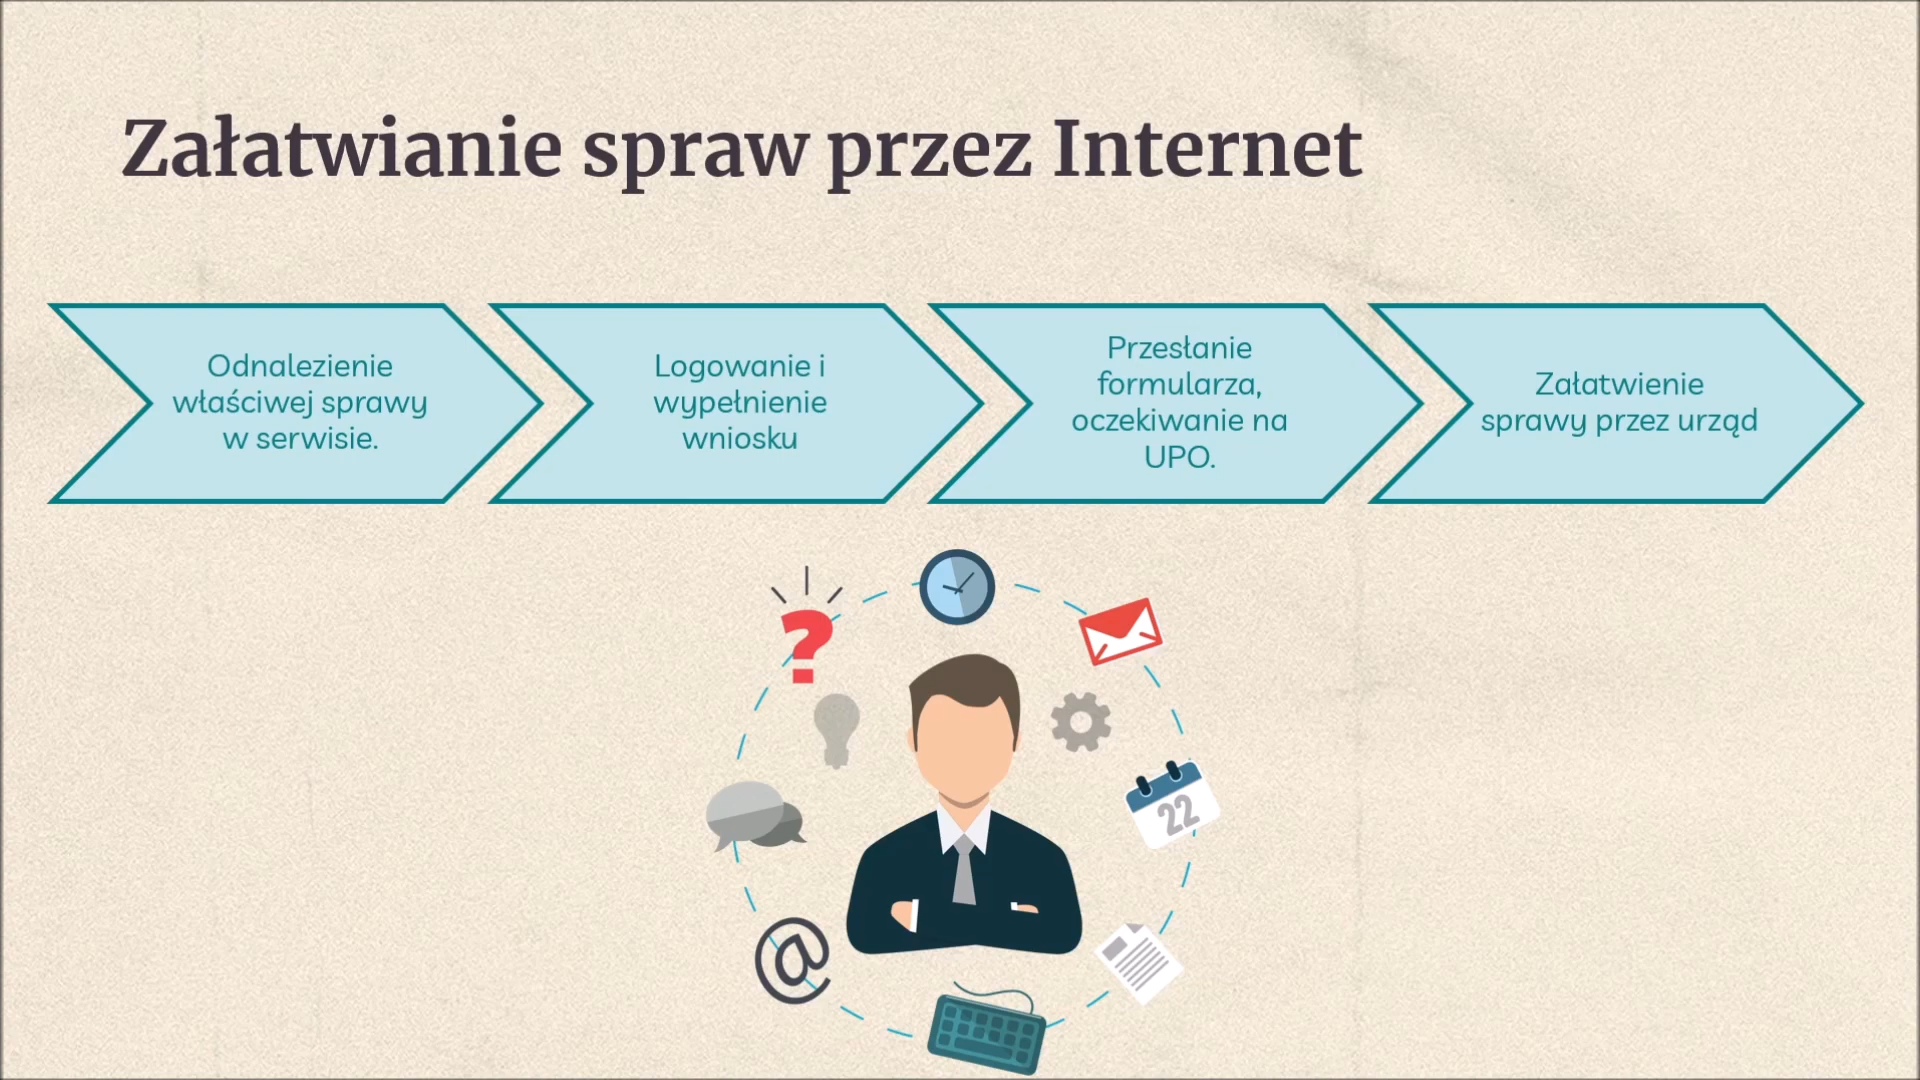 Załatwianie spraw przez Internet
Odnalezienie
właściwej sprawy
w serwisie.
Logowanie i
wypełnienie
wniosku
Przesłanie
formularza,
oczekiwanie na
UPO.
Załatwienie
sprawy przez urząd
?
22
@